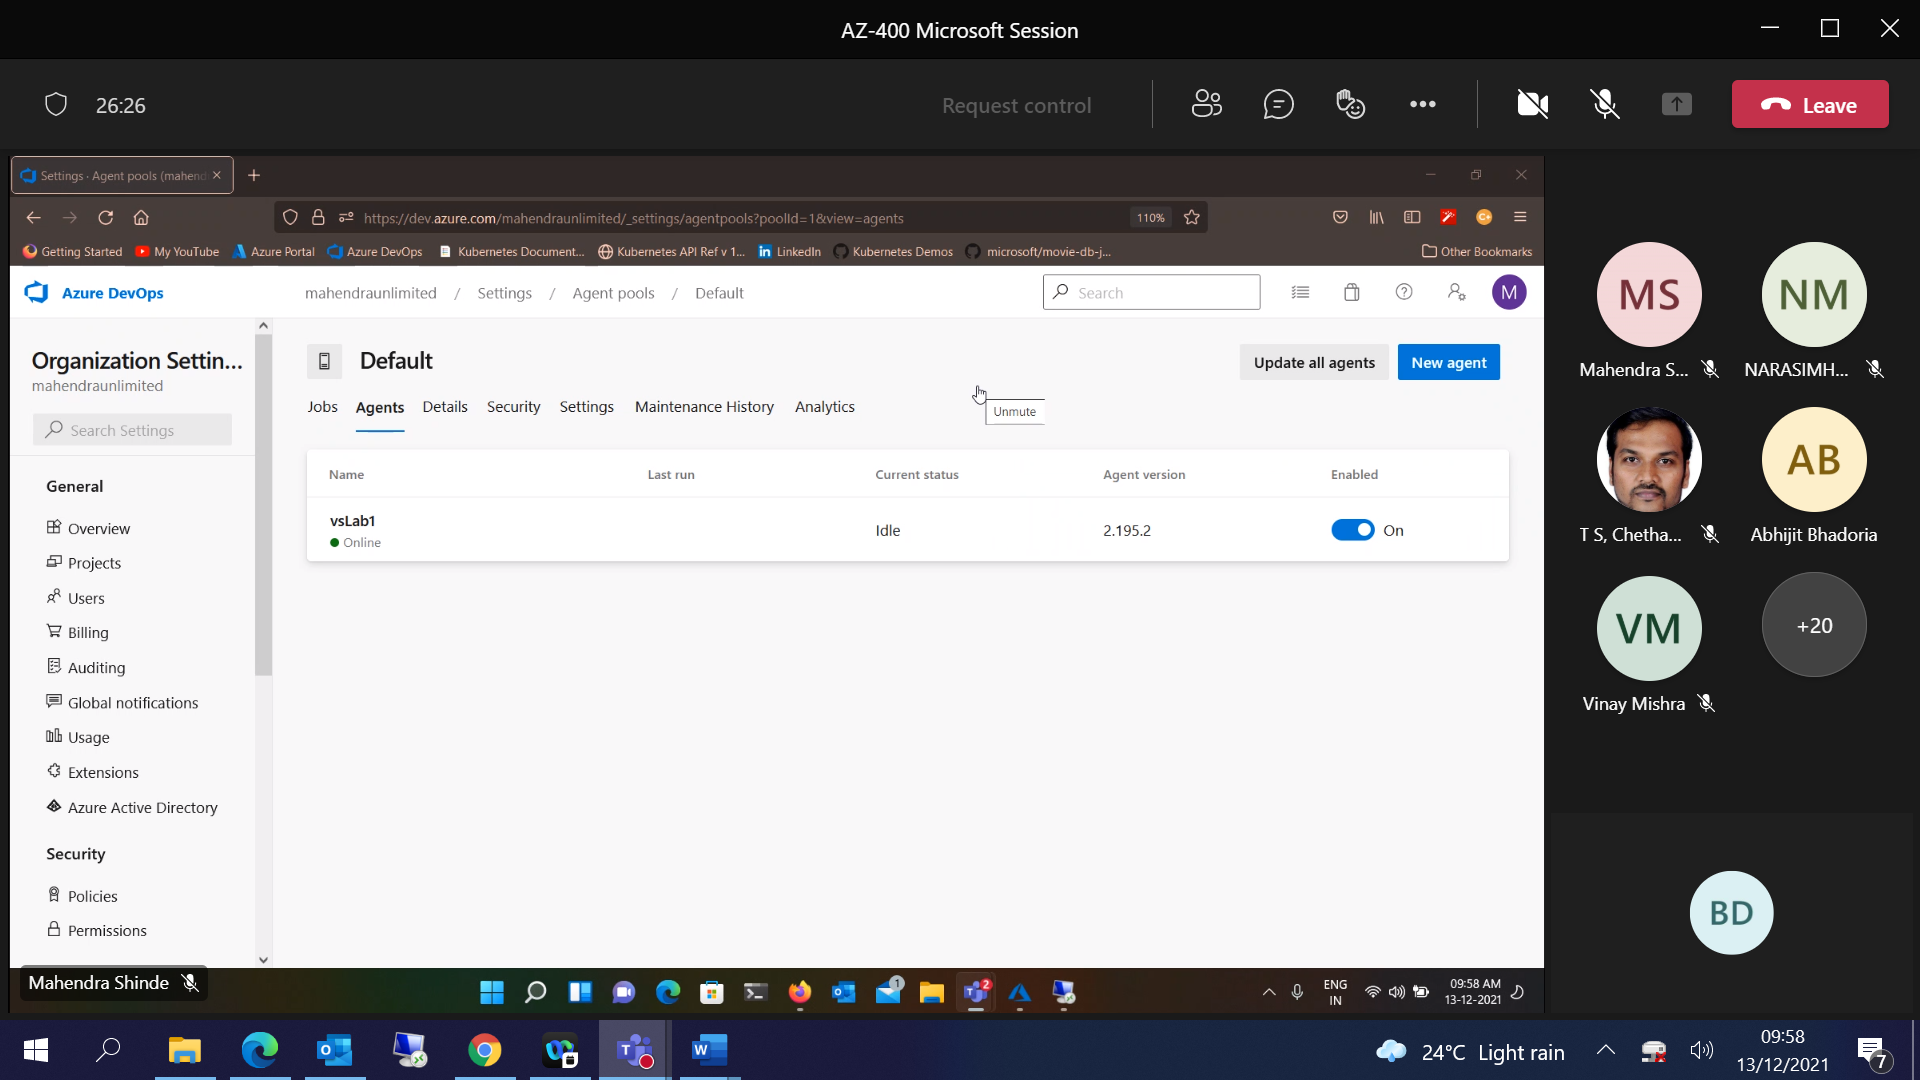 AZ-400 Microsoft Session
26:26
Request control
Leave
Settings - Agent pools (mahend
https://dev.azure.com/mahendraunlimited/_settings/agentpools?poolId=1&view=agents
110%
Getting Started
My YouTube
Azure Portal
Azure DevOps
Kubernetes Document...
Kubernetes API Ref v 1...
LinkedIn
Kubernetes Demos
microsoft/movie-db-j...
Other Bookmarks
Azure DevOps
mahendraunlimited / Settings / Agent pools / Default
Search
M
Organization Settin...
mahendraunlimited
Search Settings
General
Overview
Projects
Users
Billing
Auditing
Global notifications
Usage
Extensions
Azure Active Directory
Security
Policies
Permissions
Default
Update all agents
New agent
Jobs
Agents
Details
Security
Settings
Maintenance History
Analytics
Unmute
Name
Last run
Current status
Agent version
Enabled
vsLab1
Online
Idle
2.195.2
On
MS
Mahendra S...
NM
NARASIMH...
T S, Chetha...
AB
Abhijit Bhadoria
VM
Vinay Mishra
+20
BD
Mahendra Shinde
1
2
ENG
IN
09:58 AM
13-12-2021
24°C Light rain
09:58
13/12/2021
7